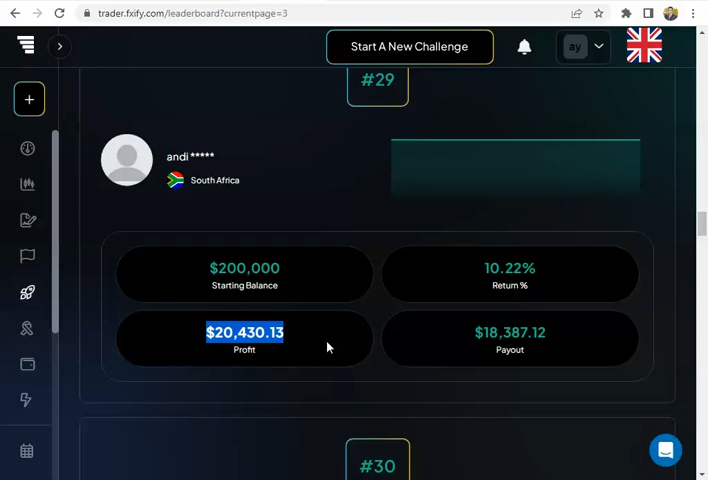 trader.fxify.com/leaderboard?currentpage=3
Start A New Challenge
ay
#29
andi *****
South Africa
$200,000
Starting Balance
10.22%
Return %
$20,430.13
Profit
$18,387.12
Payout
#30